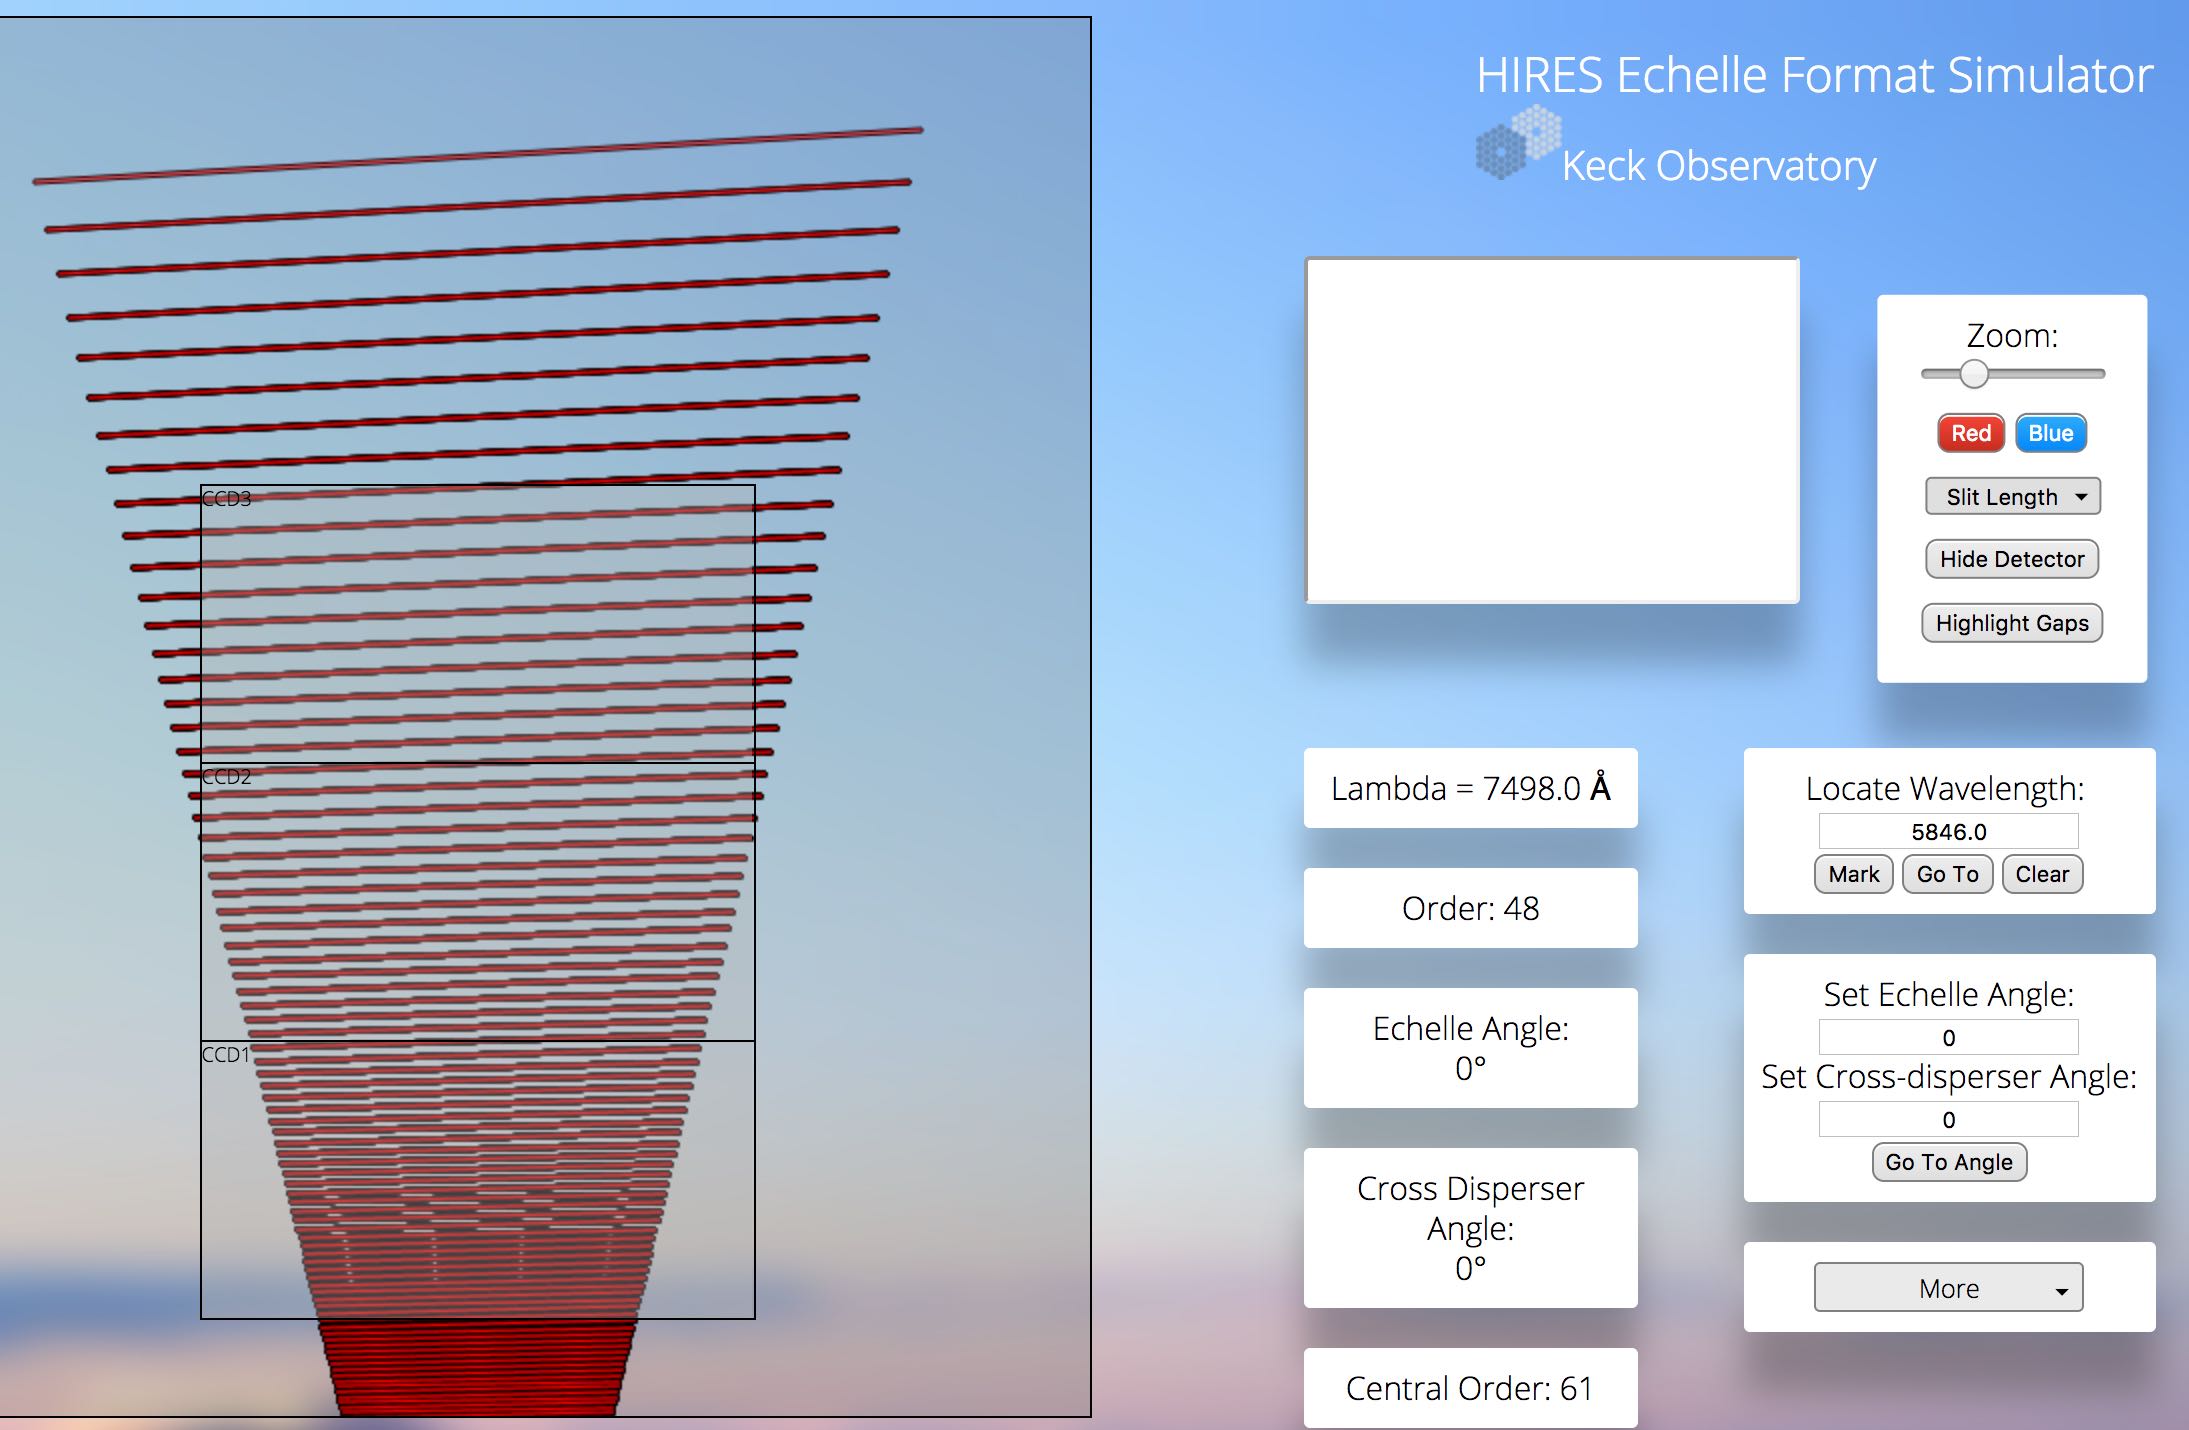 HIRES Echelle Format Simulator
Keck Observatory
CCD3
CCD2
CCD1
Zoom:
Red Blue
Slit Length
Hide Detector
Highlight Gaps
Lambda = 7498.0 Å
Order: 48
Echelle Angle:
0°
Cross Disperser
Angle:
0°
Central Order: 61
Locate Wavelength:
5846.0
Mark Go To Clear
Set Echelle Angle:
0
Set Cross-disperser Angle:
0
Go To Angle
More